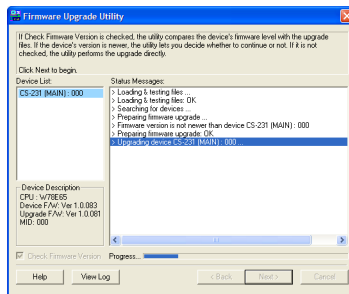 Firmware Upgrade Utility
If Check Firmware Version is checked, the utility compares the device's firmware level with the upgrade
files. If the device's version is newer, the utility lets you decide whether to continue or not. If it is not
checked, the utility performs the upgrade directly.
Click Next to begin.
Device List:
CS-231 (MAIN) : 000
Status Messages:
> Loading & testing files ...
> Loading & testing files: OK
> Searching for devices ...
> Preparing firmware upgrade ...
> Firmware version is not newer than device CS-231 (MAIN) : 000
> Preparing firmware upgrade: OK
> Upgrading device CS-231 (MAIN) : 000 ...
Device Description
CPU : W78E65
Device F/W: Ver 1.0.083
Upgrade F/W: Ver 1.0.081
MID: 000
Check Firmware Version
Progress...
Help
View Log
< Back
Next >
Cancel